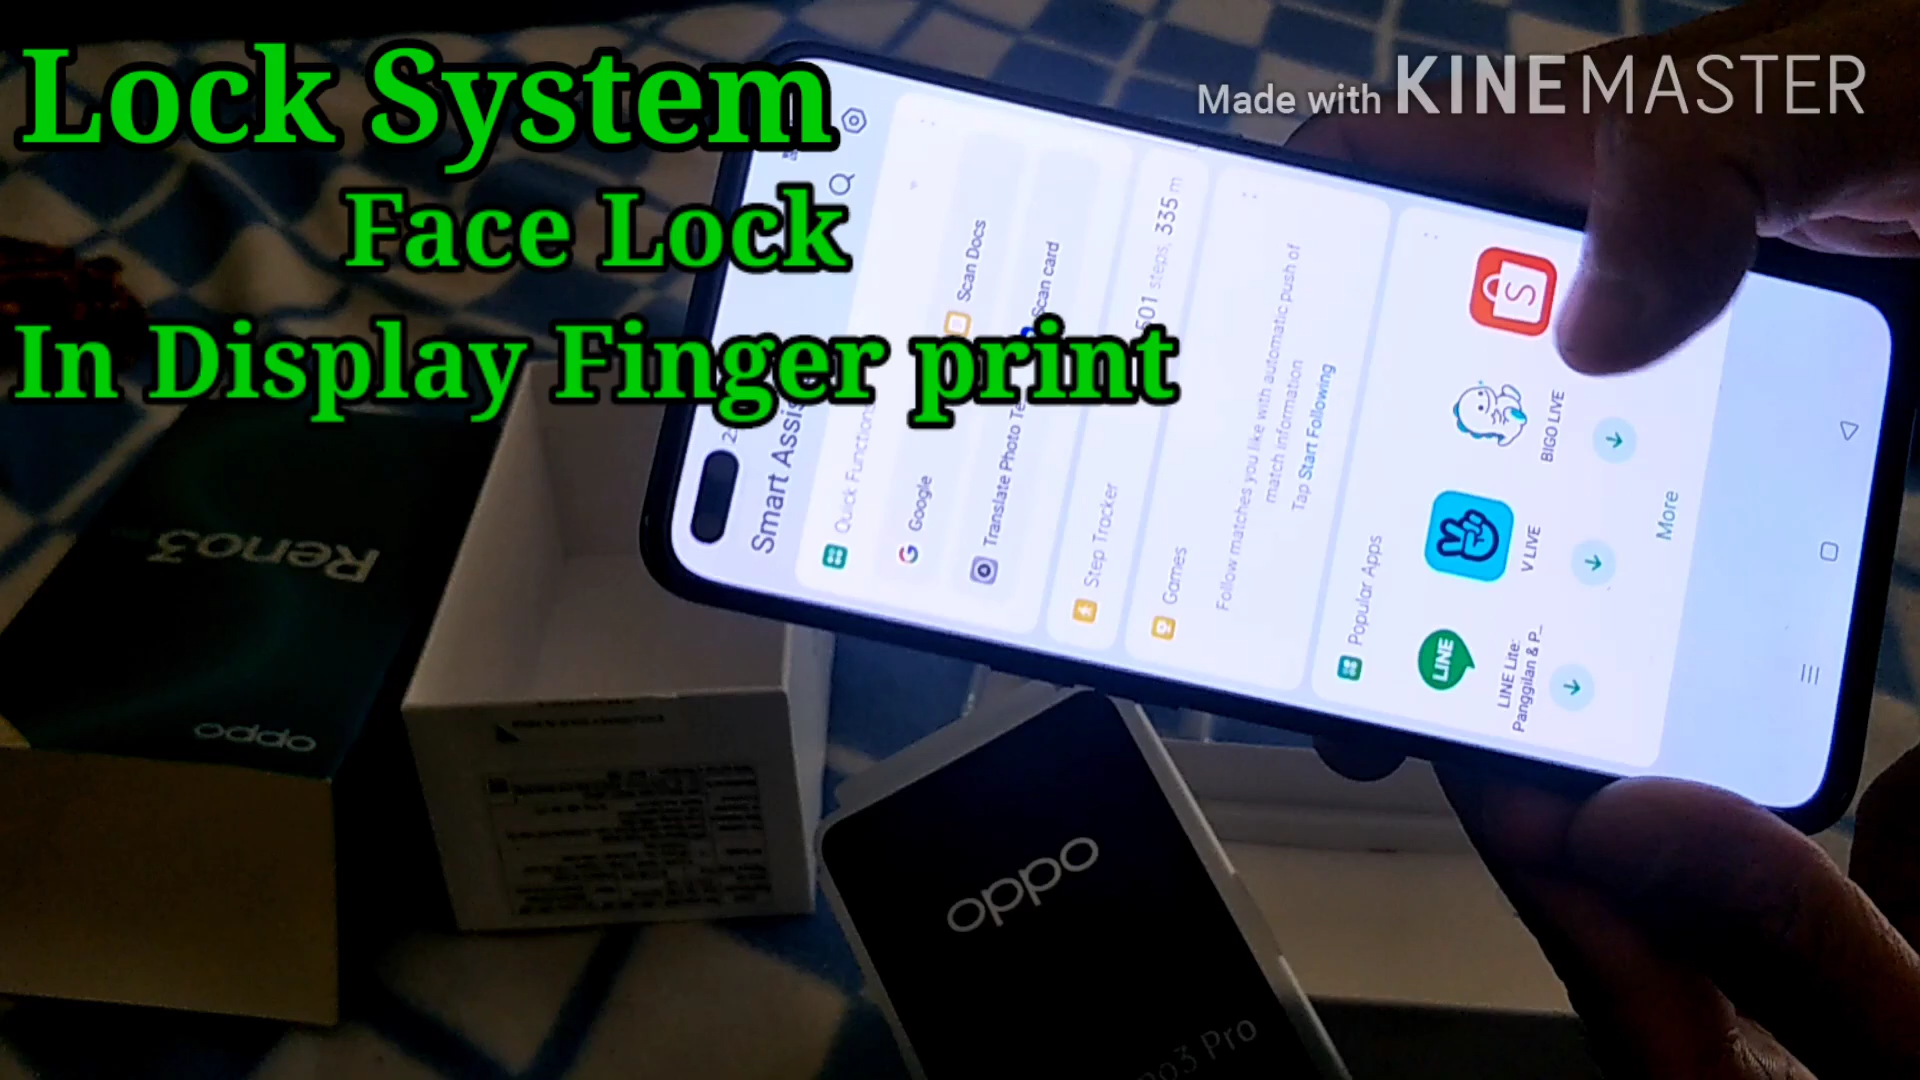 Lock System
Face Lock
In Display Finger print
Made with KINEMASTER
Smart Assis
Quick Functions
Google
Scan Docs
Translate Photo Te
Scan card
Step Tracker
501 steps, 335 m
Games
Follow matches you like with automatic push of
match information
Tap Start Following
Popular Apps
LINE
LINE Lite:
Panggilan & P...
V LIVE
BIGO LIVE
More
Reno3
oppo
oppo
no3 Pro